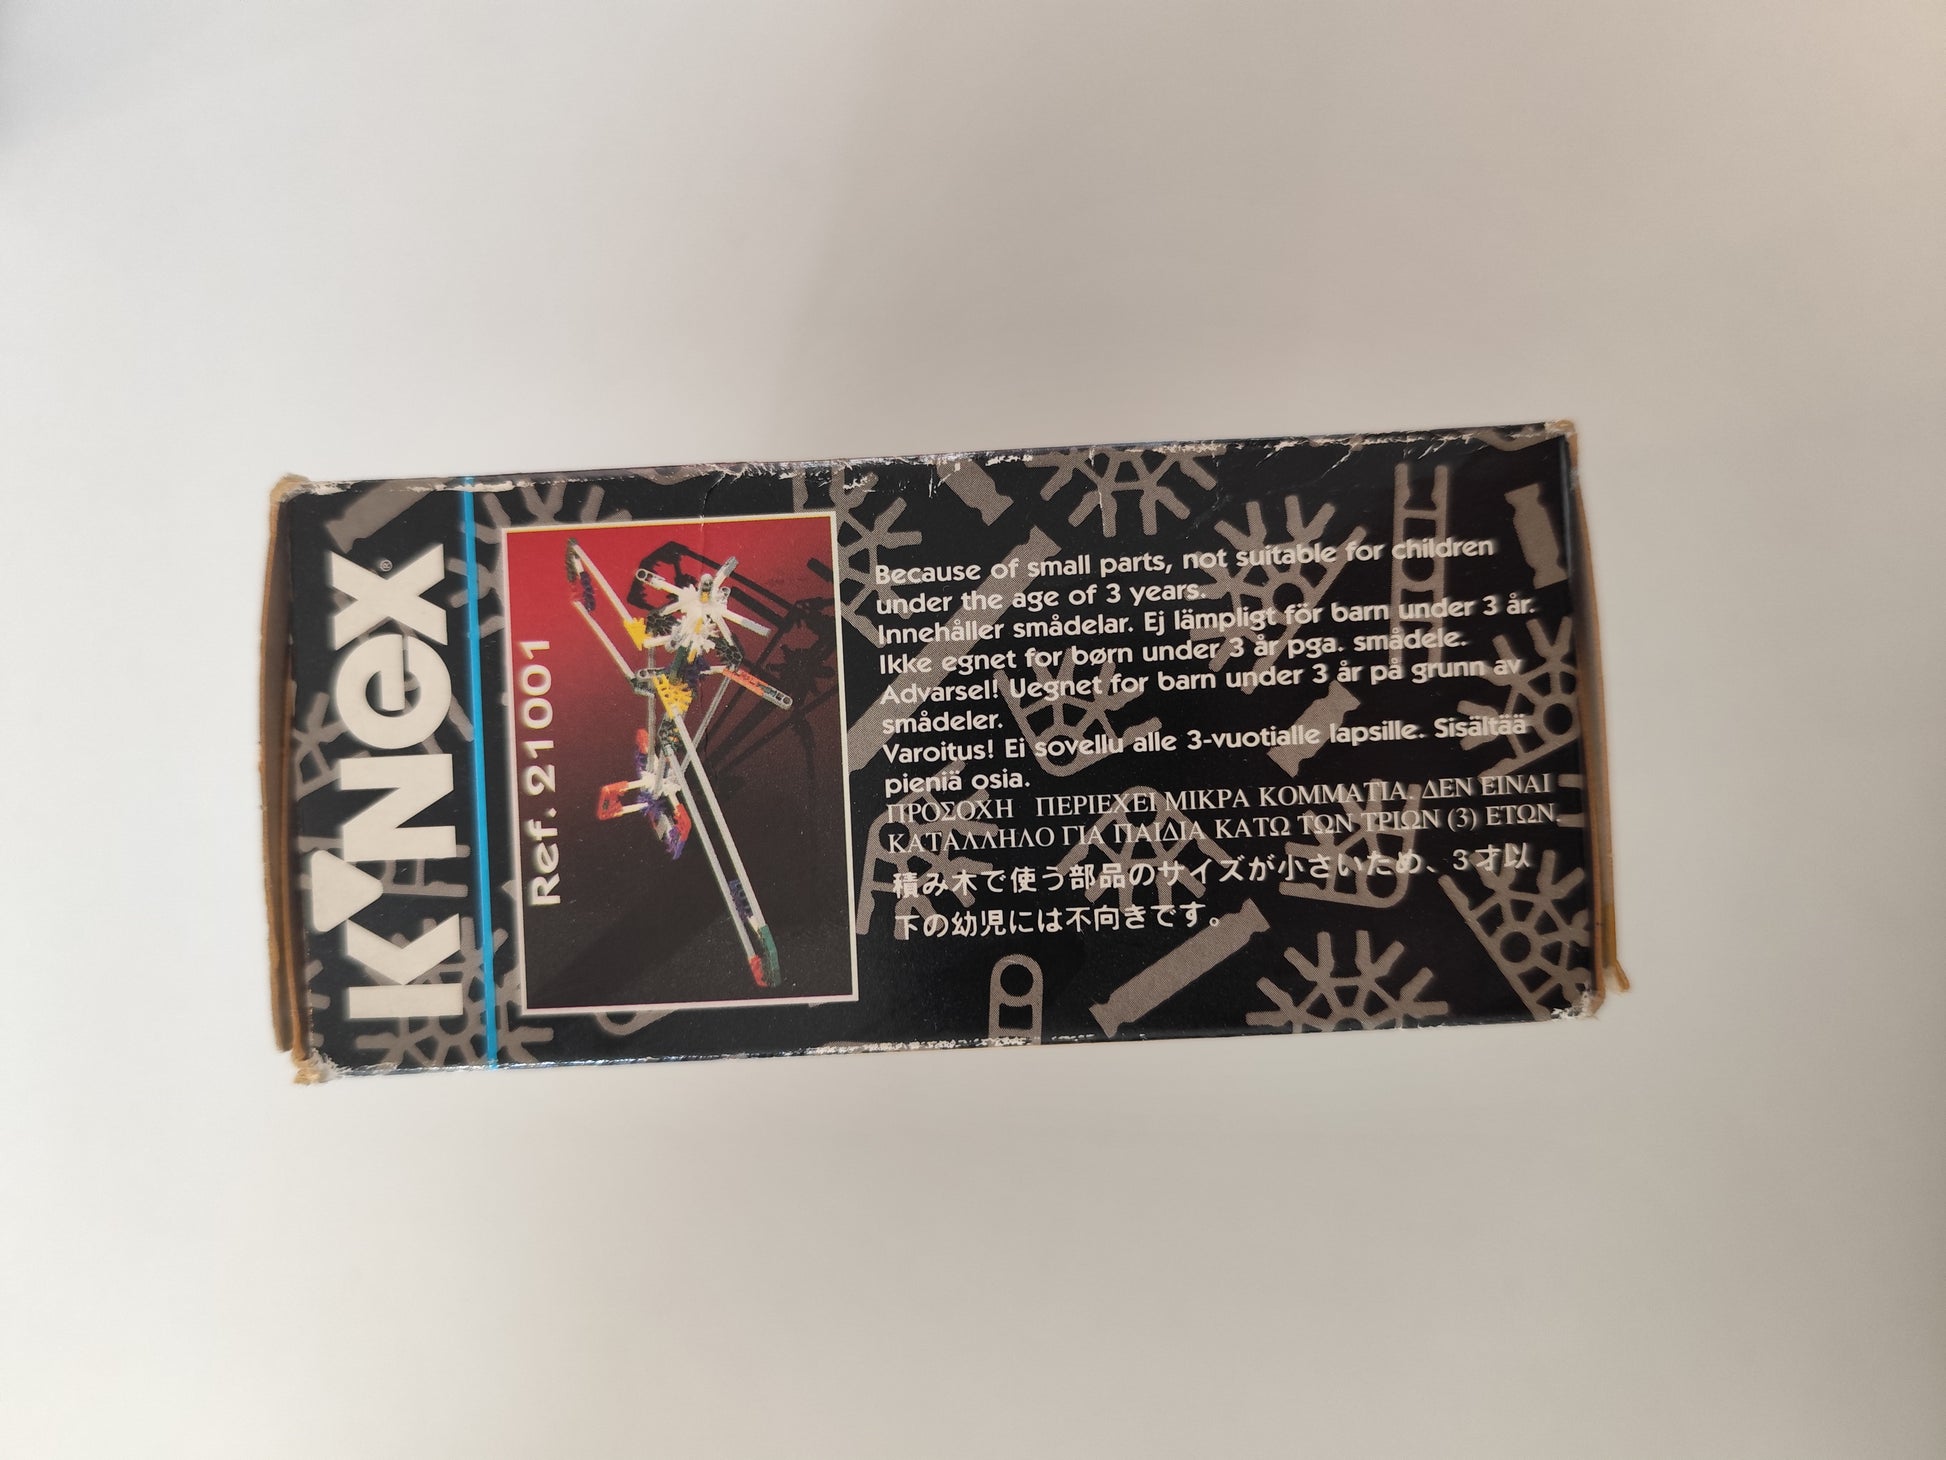 K'NEX®
Ref. 21001
Because of small parts, not suitable for children
under the age of 3 years.
Innehåller smådelar. Ej lämpligt för barn under 3 år.
Ikke egnet for børn under 3 år pga. smådele.
Advarsel! Uegnet for barn under 3 år på grunn av
smådeler.
Varoitus! Ei sovellu alle 3-vuotialle lapsille. Sisältää
pieniä osia.
ΠΡΟΣΟΧΗ ΠΕΡΙΕΧΕΙ ΜΙΚΡΑ ΚΟΜΜΑΤΙΑ. ΔΕΝ ΕΙΝΑΙ
ΚΑΤΑΛΛΗΛΟ ΓΙΑ ΠΑΙΔΙΑ ΚΑΤΩ ΤΩΝ ΤΡΙΩΝ (3) ΕΤΩΝ.
積み木で使う部品のサイズが小さいため、3才以
下の幼児には不向きです。